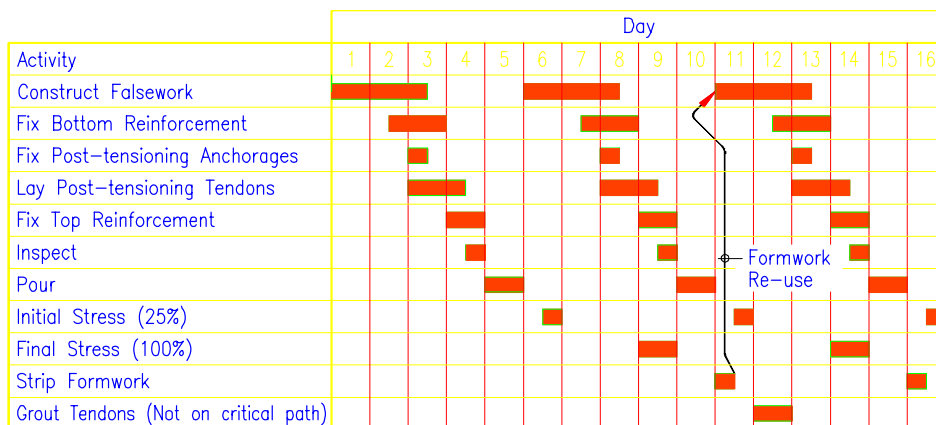 Day
Activity 1 2 3 4 5 6 7 8 9 10 11 12 13 14 15 16
Construct Falsework
Fix Bottom Reinforcement
Fix Post-tensioning Anchorages
Lay Post-tensioning Tendons
Fix Top Reinforcement
Inspect
Formwork
Re-use
Pour
Initial Stress (25%)
Final Stress (100%)
Strip Formwork
Grout Tendons (Not on critical path)